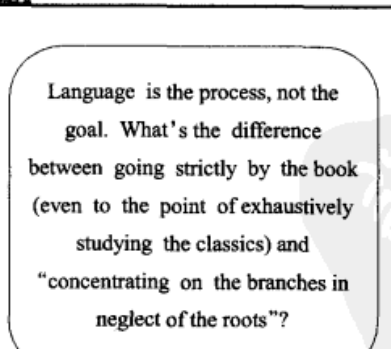 Language is the process, not the
goal. What's the difference
between going strictly by the book
(even to the point of exhaustively
studying the classics) and
“concentrating on the branches in
neglect of the roots”?